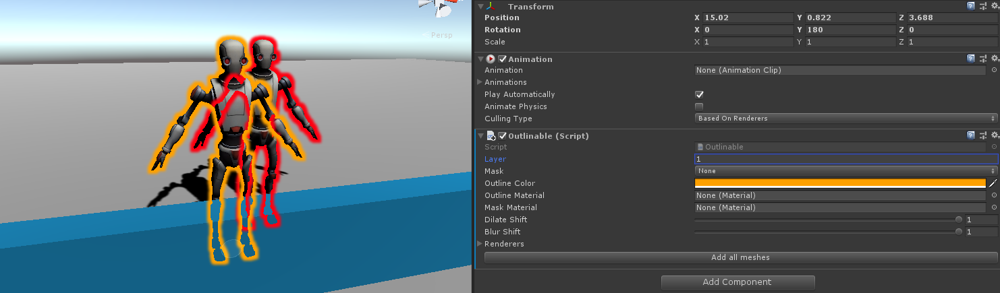 Persp
Transform
Position X 15.02 Y 0.822 Z 3.688
Rotation X 0 Y 180 Z 0
Scale X 1 Y 1 Z 1
Animation
Animation None (Animation Clip)
Animations
Play Automatically
Animate Physics
Culling Type Based On Renderers
Outlinable (Script)
Script Outlinable
Layer 1
Mask None
Outline Color
Outline Material None (Material)
Mask Material None (Material)
Dilate Shift 1
Blur Shift 1
Renderers
Add all meshes
Add Component